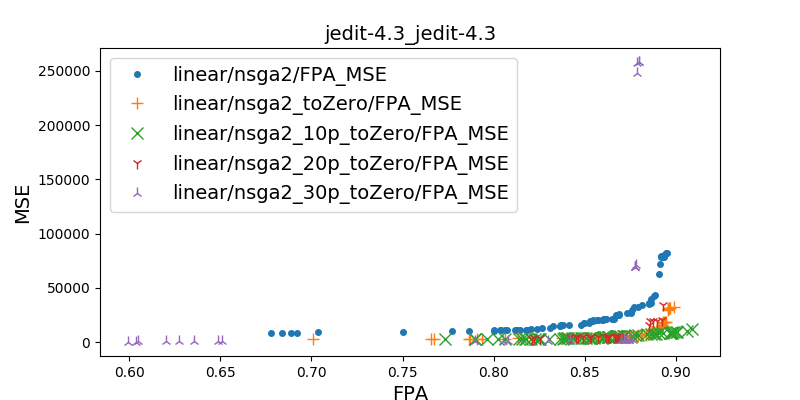 jedit-4.3_jedit-4.3
250000
200000
150000
100000
50000
0
MSE
linear/nsga2/FPA_MSE
linear/nsga2_toZero/FPA_MSE
linear/nsga2_10p_toZero/FPA_MSE
linear/nsga2_20p_toZero/FPA_MSE
linear/nsga2_30p_toZero/FPA_MSE
0.60 0.65 0.70 0.75 0.80 0.85 0.90
FPA